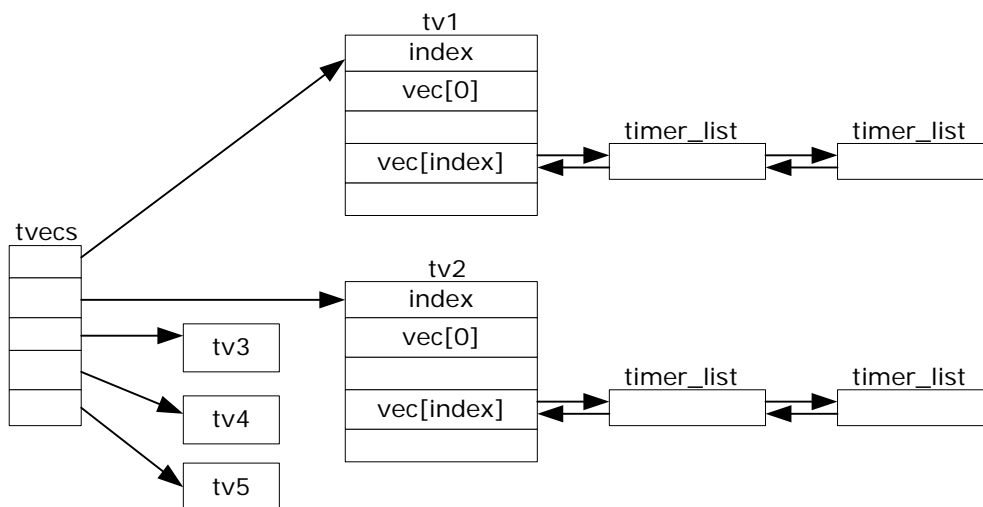 tv1
index
vec[0]
vec[index]
timer_list
timer_list
tvecs
tv2
index
vec[0]
vec[index]
timer_list
timer_list
tv3
tv4
tv5